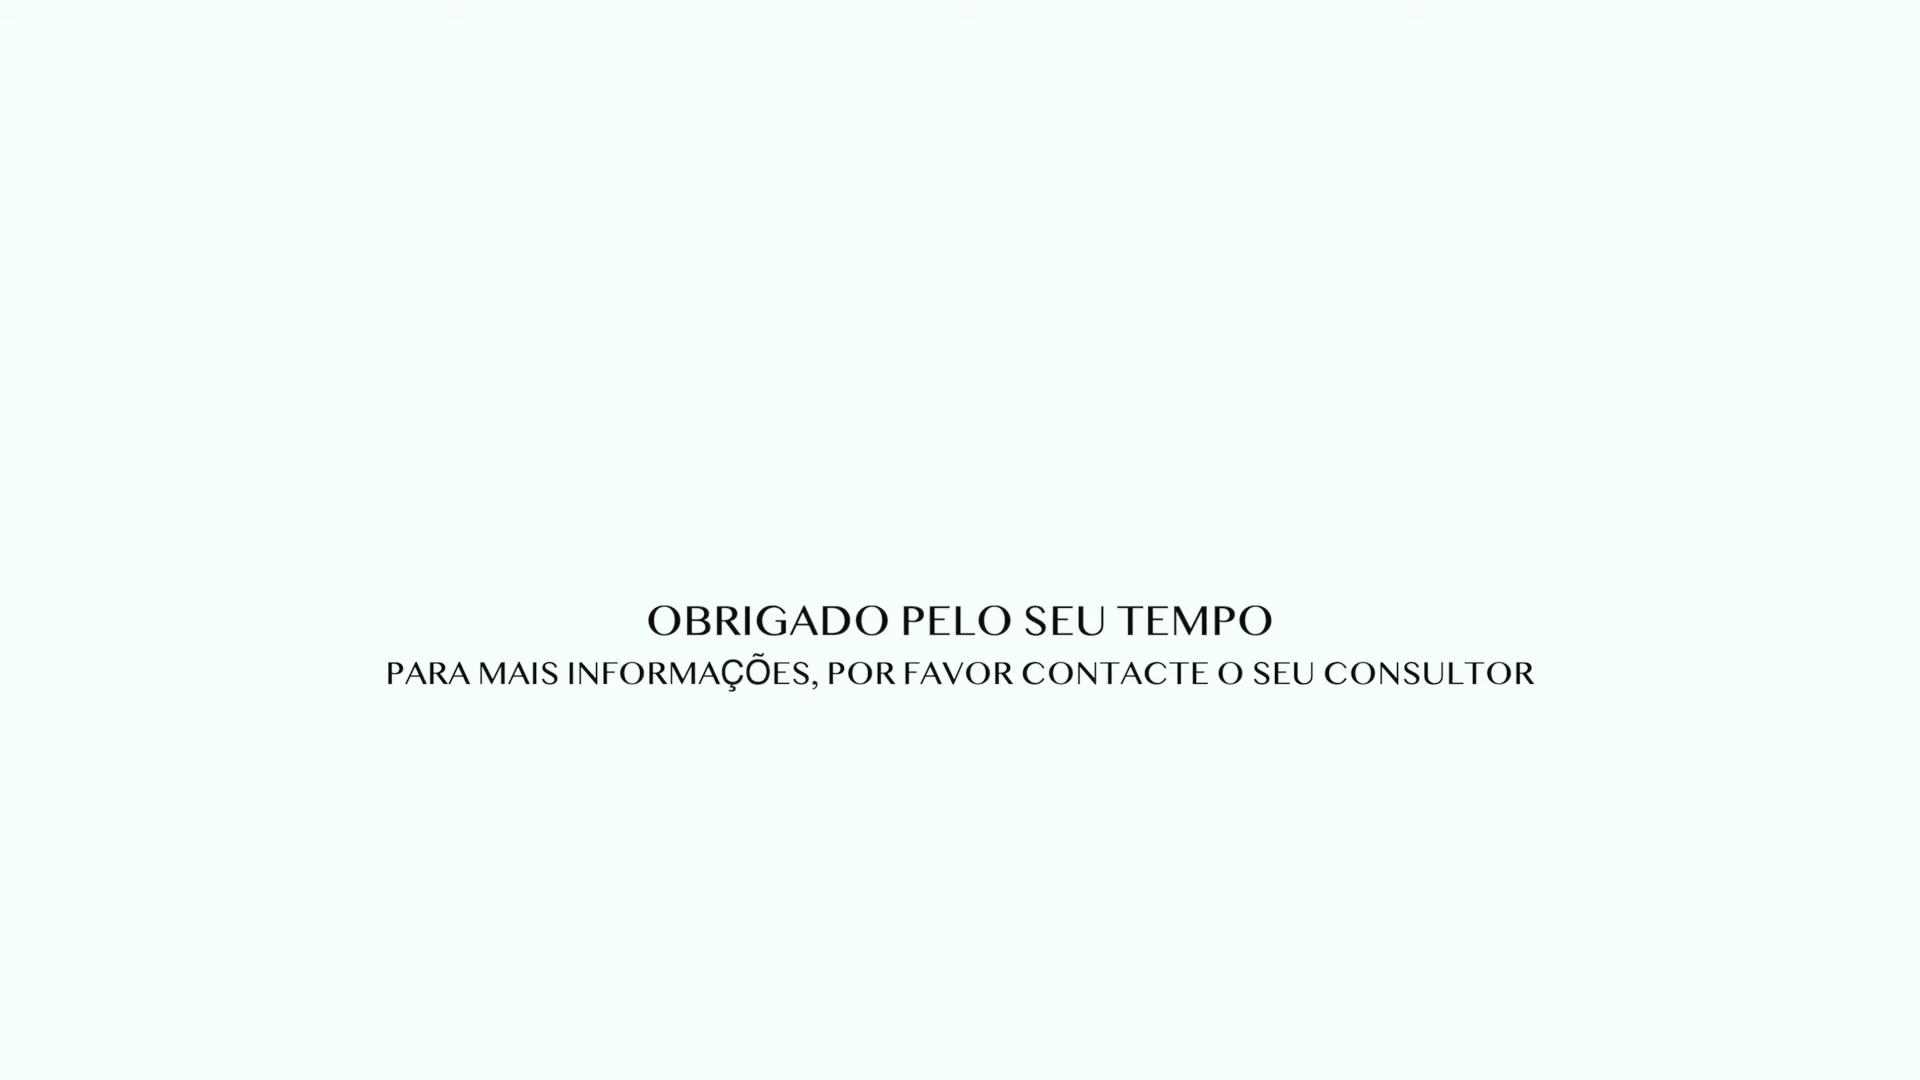 OBRIGADO PELO SEU TEMPO
PARA MAIS INFORMAÇÕES, POR FAVOR CONTACTE O SEU CONSULTOR